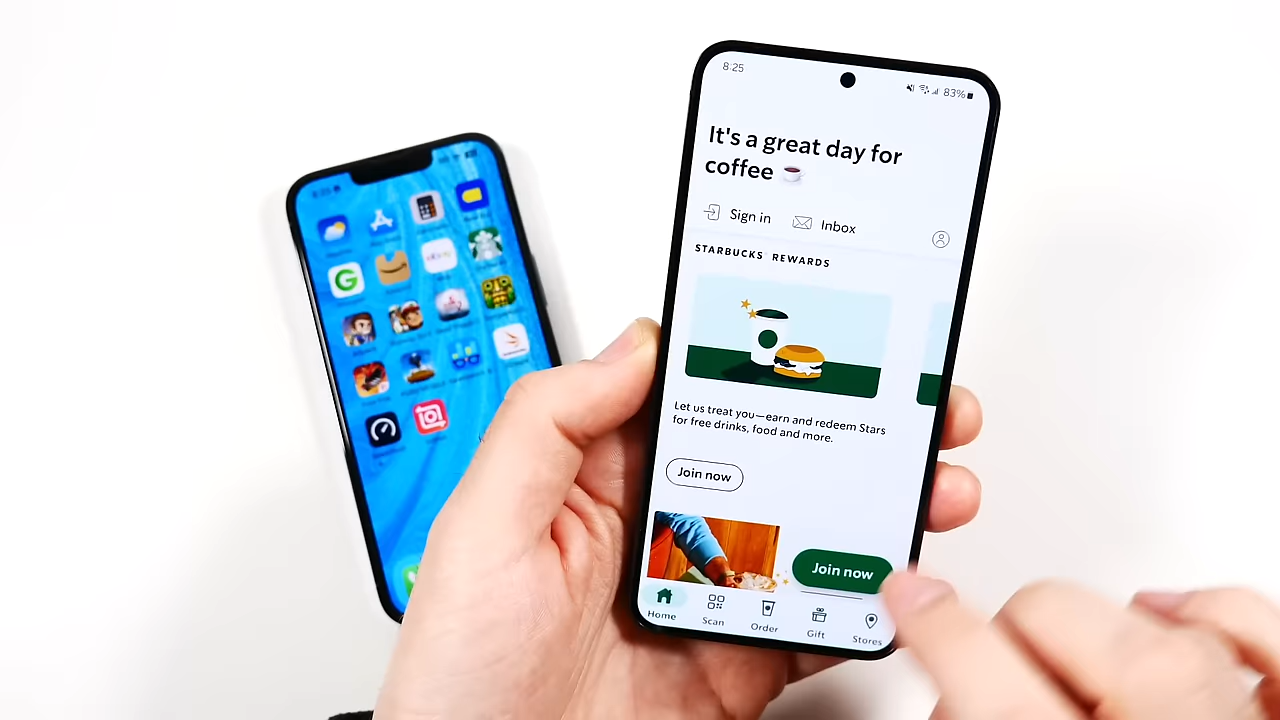 8:25
83%
It's a great day for
coffee
Sign in
Inbox
STARBUCKS REWARDS
Let us treat you—earn and redeem Stars
for free drinks, food and more.
Join now
Join now
Home
Scan
Order
Gift
Stores